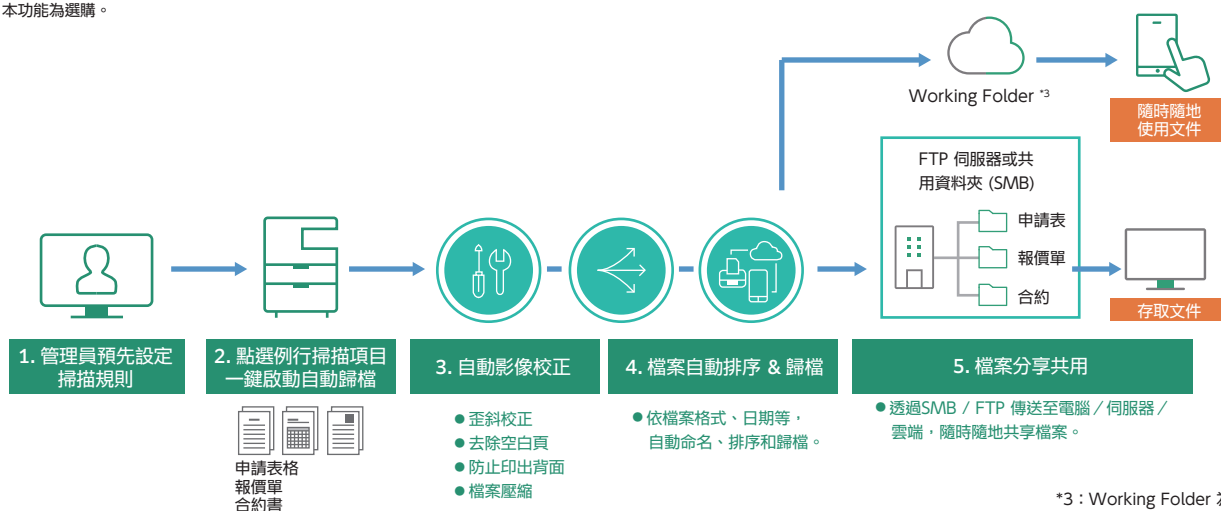 本功能為選購。
Working Folder *3
隨時隨地
使用文件
FTP 伺服器或共
用資料夾 (SMB)
申請表
報價單
合約
存取文件
1. 管理員預先設定
掃描規則
2. 點選例行掃描項目
一鍵啟動自動歸檔
申請表格
報價單
合約書
3. 自動影像校正
●歪斜校正
●去除空白頁
●防止印出背面
●檔案壓縮
4. 檔案自動排序 & 歸檔
●依檔案格式、日期等，
自動命名、排序和歸檔。
5. 檔案分享共用
●透過SMB / FTP 傳送至電腦／伺服器／
雲端，隨時隨地共享檔案。
*3：Working Folder